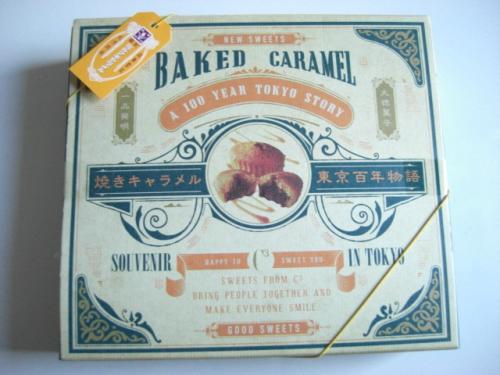 NEW SWEETS
BAKED CARAMEL
A 100 YEAR TOKYO STORY
焼きキャラメル
東京百年物語
SOUVENIR
HAPPY TO
C³
SWEET YOU
IN TOKYO
SWEETS FROM C³
BRING PEOPLE TOGETHER AND
MAKE EVERYONE SMILE
GOOD SWEETS